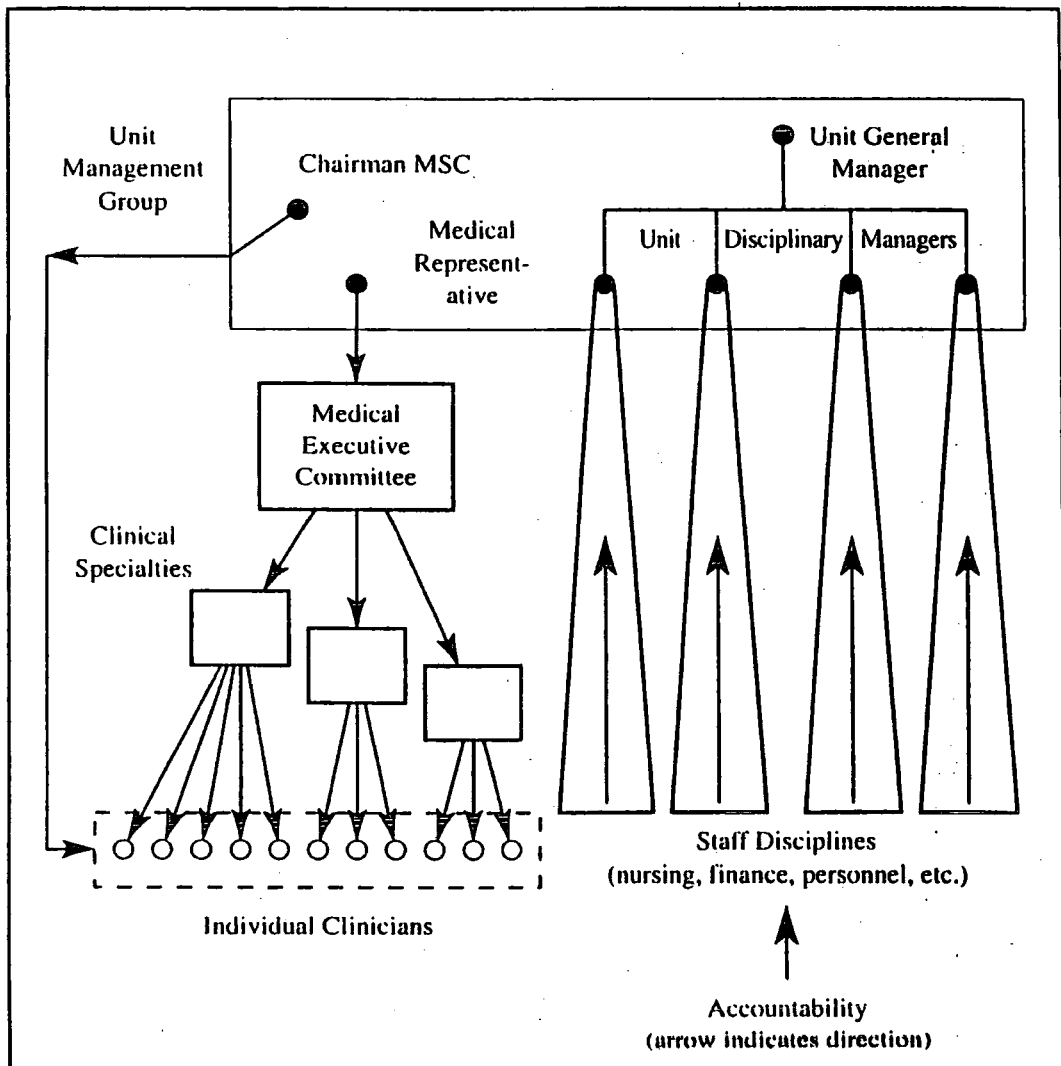 Unit
Management
Group
Chairman MSC
Medical
Represent-
ative
Unit General
Manager
Unit Disciplinary Managers
Medical
Executive
Committee
Clinical
Specialties
Individual Clinicians
Staff Disciplines
(nursing, finance, personnel, etc.)
Accountability
(arrow indicates direction)